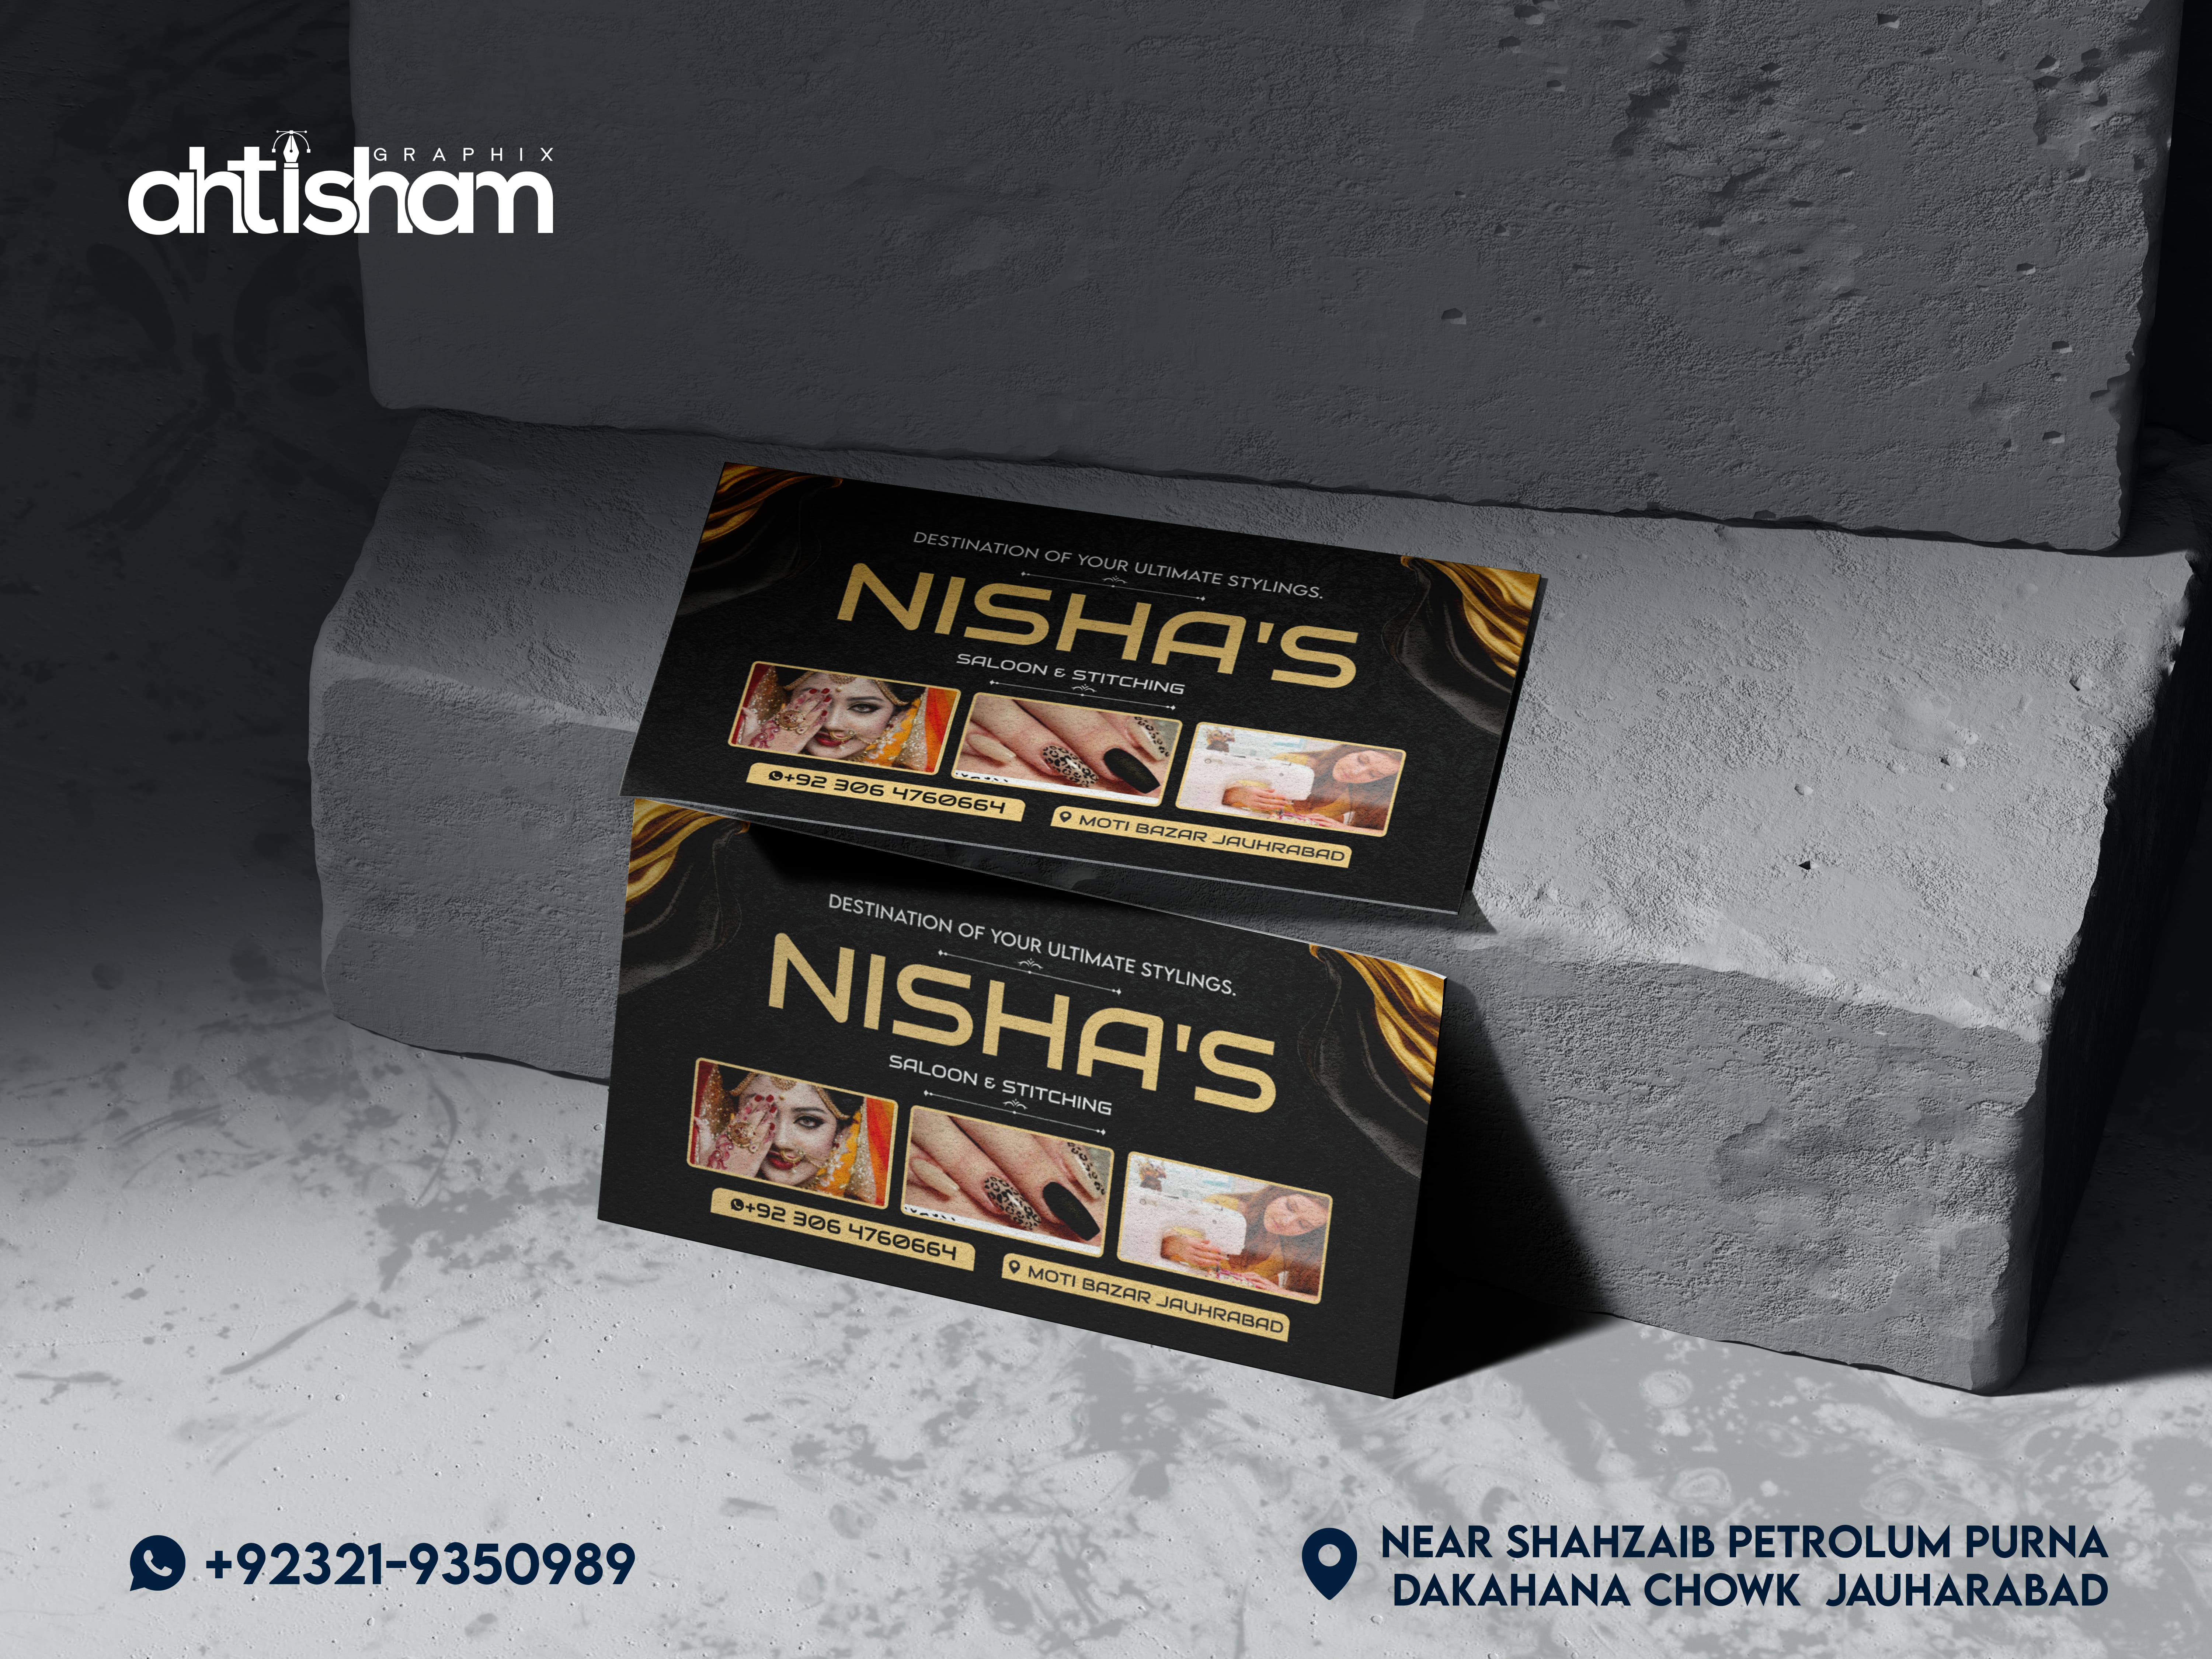 GRAPHIX
ahtisham
DESTINATION OF YOUR ULTIMATE STYLINGS.
NISHA'S
SALOON & STITCHING
+92 306 4760664
MOTI BAZAR JAUHRABAD
DESTINATION OF YOUR ULTIMATE STYLINGS.
NISHA'S
SALOON & STITCHING
+92 306 4760664
MOTI BAZAR JAUHRABAD
+92321-9350989
NEAR SHAHZAIB PETROLUM PURNA
DAKAHANA CHOWK JAUHARABAD